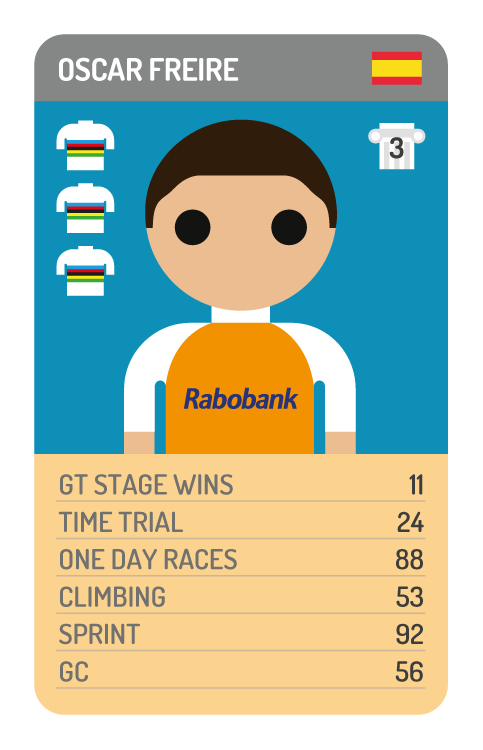 OSCAR FREIRE
3
Rabobank
GT STAGE WINS 11
TIME TRIAL 24
ONE DAY RACES 88
CLIMBING 53
SPRINT 92
GC 56